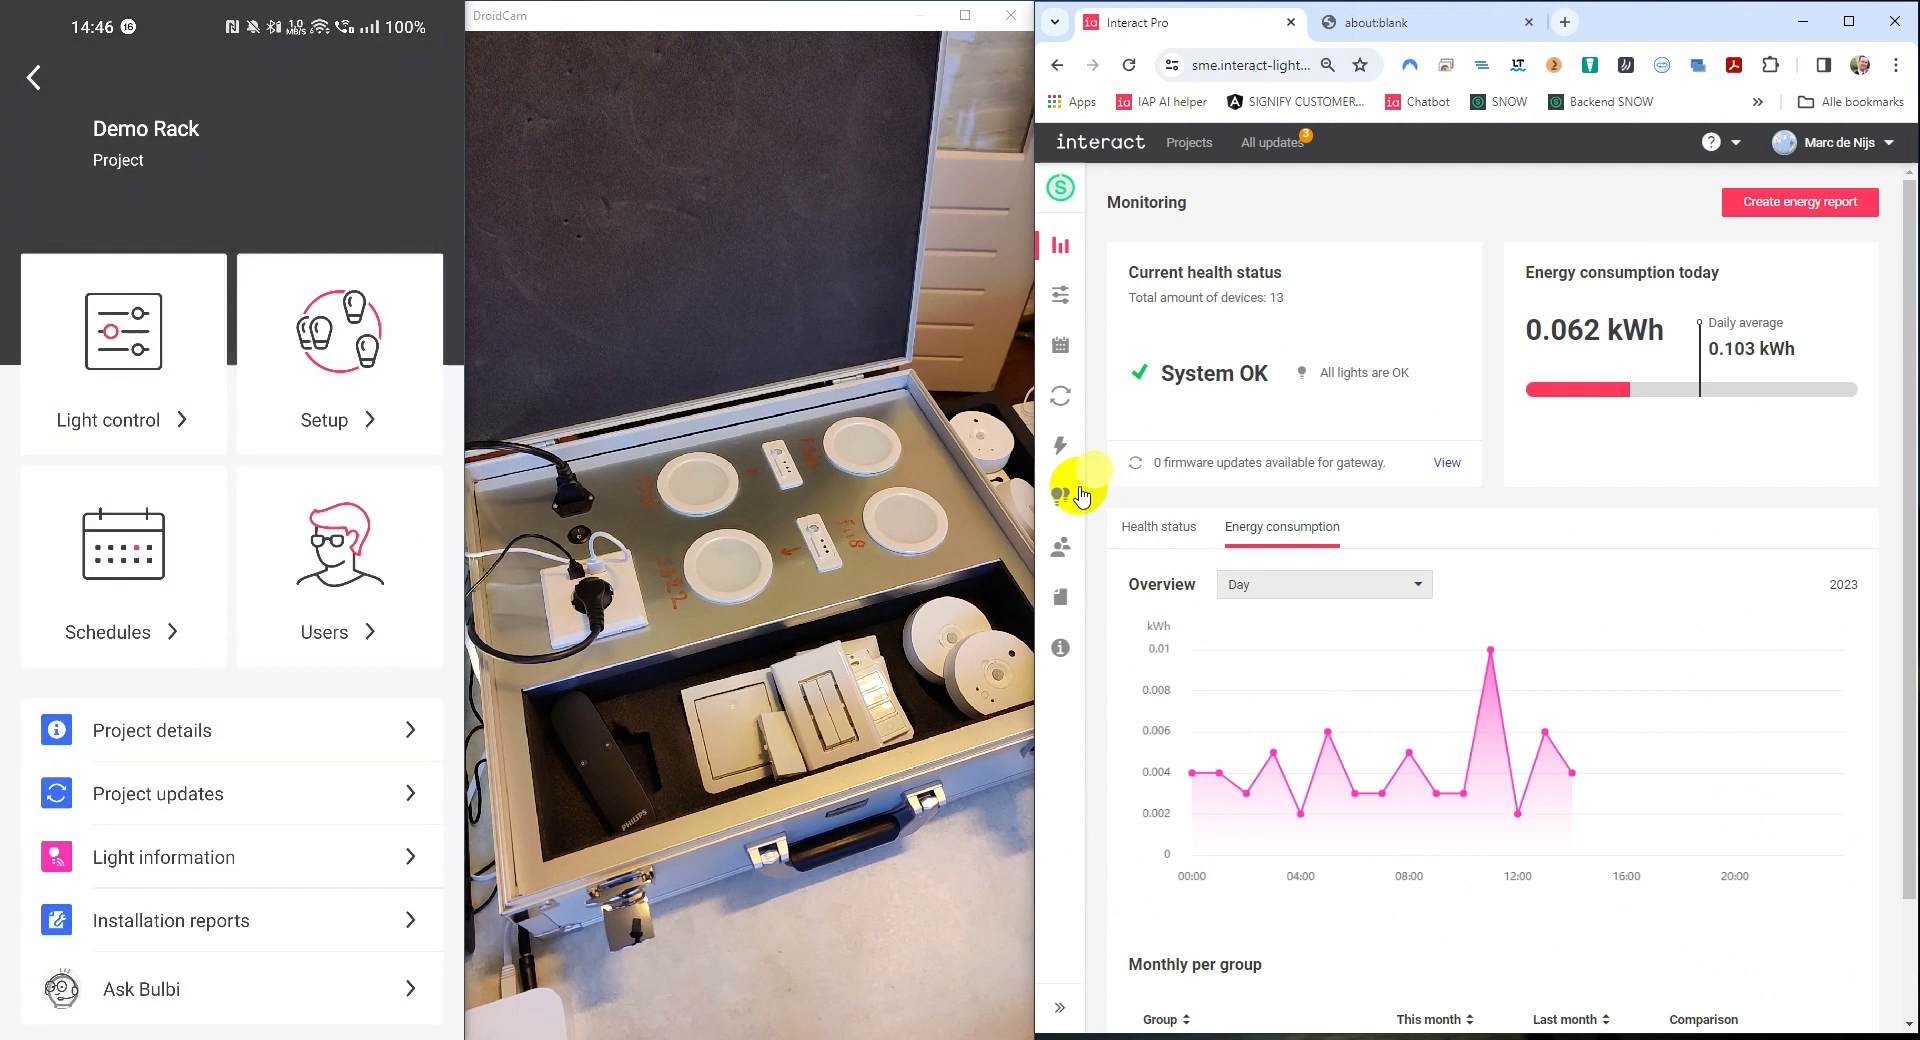 14:46 16
1.0 MB/S 100%
Demo Rack
Project
Light control
Setup
Schedules
Users
Project details
Project updates
Light information
Installation reports
Ask Bulbi
DroidCam
PHILIPS
Interact Pro
about:blank
sme.interact-light...
Apps
IAP AI helper
SIGNIFY CUSTOMER...
Chatbot
SNOW
Backend SNOW
Alle bookmarks
interact
Projects
All updates 3
Marc de Nijs
Monitoring
Create energy report
Current health status
Total amount of devices: 13
System OK
All lights are OK
0 firmware updates available for gateway.
View
Energy consumption today
0.062 kWh
Daily average
0.103 kWh
Health status
Energy consumption
Overview
Day
2023
kWh
0.01
0.008
0.006
0.004
0.002
0
00:00 04:00 08:00 12:00 16:00 20:00
Monthly per group
Group This month Last month Comparison